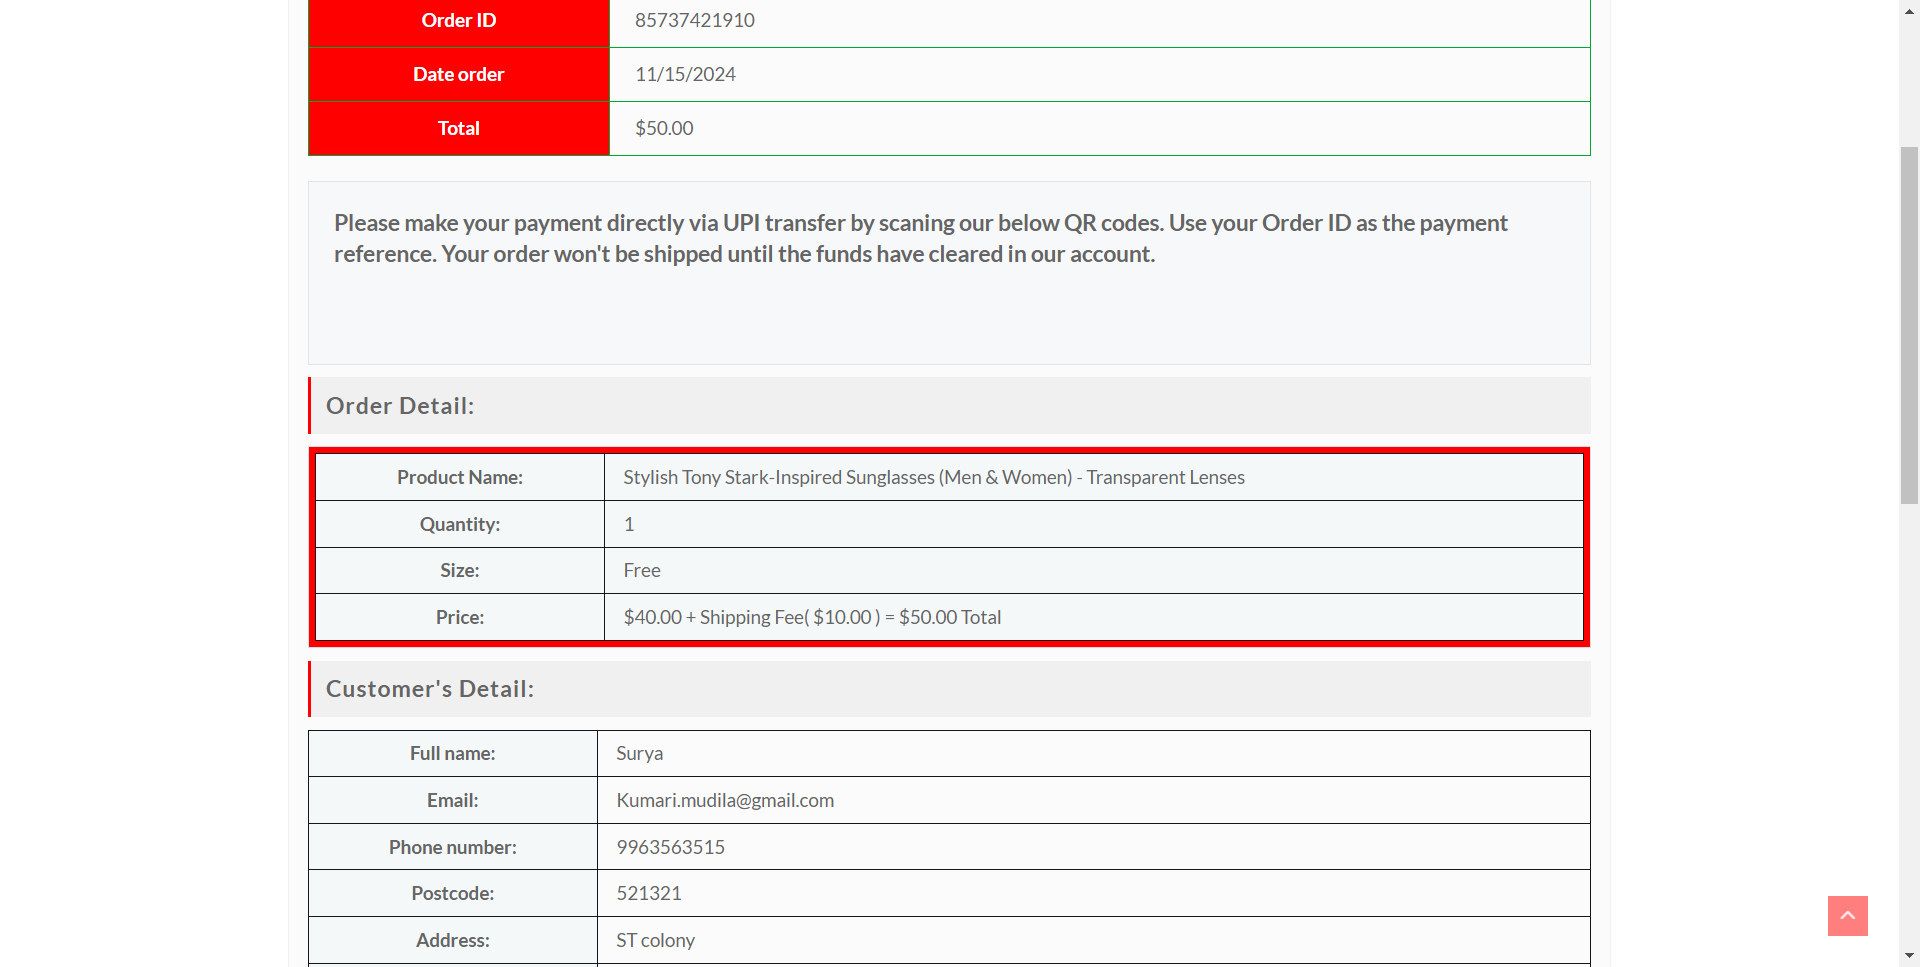 Order ID 85737421910
Date order 11/15/2024
Total $50.00
Please make your payment directly via UPI transfer by scaning our below QR codes. Use your Order ID as the payment
reference. Your order won't be shipped until the funds have cleared in our account.
Order Detail:
Product Name: Stylish Tony Stark-Inspired Sunglasses (Men & Women) - Transparent Lenses
Quantity: 1
Size: Free
Price: $40.00 + Shipping Fee( $10.00 ) = $50.00 Total
Customer's Detail:
Full name: Surya
Email: Kumari.mudila@gmail.com
Phone number: 9963563515
Postcode: 521321
Address: ST colony